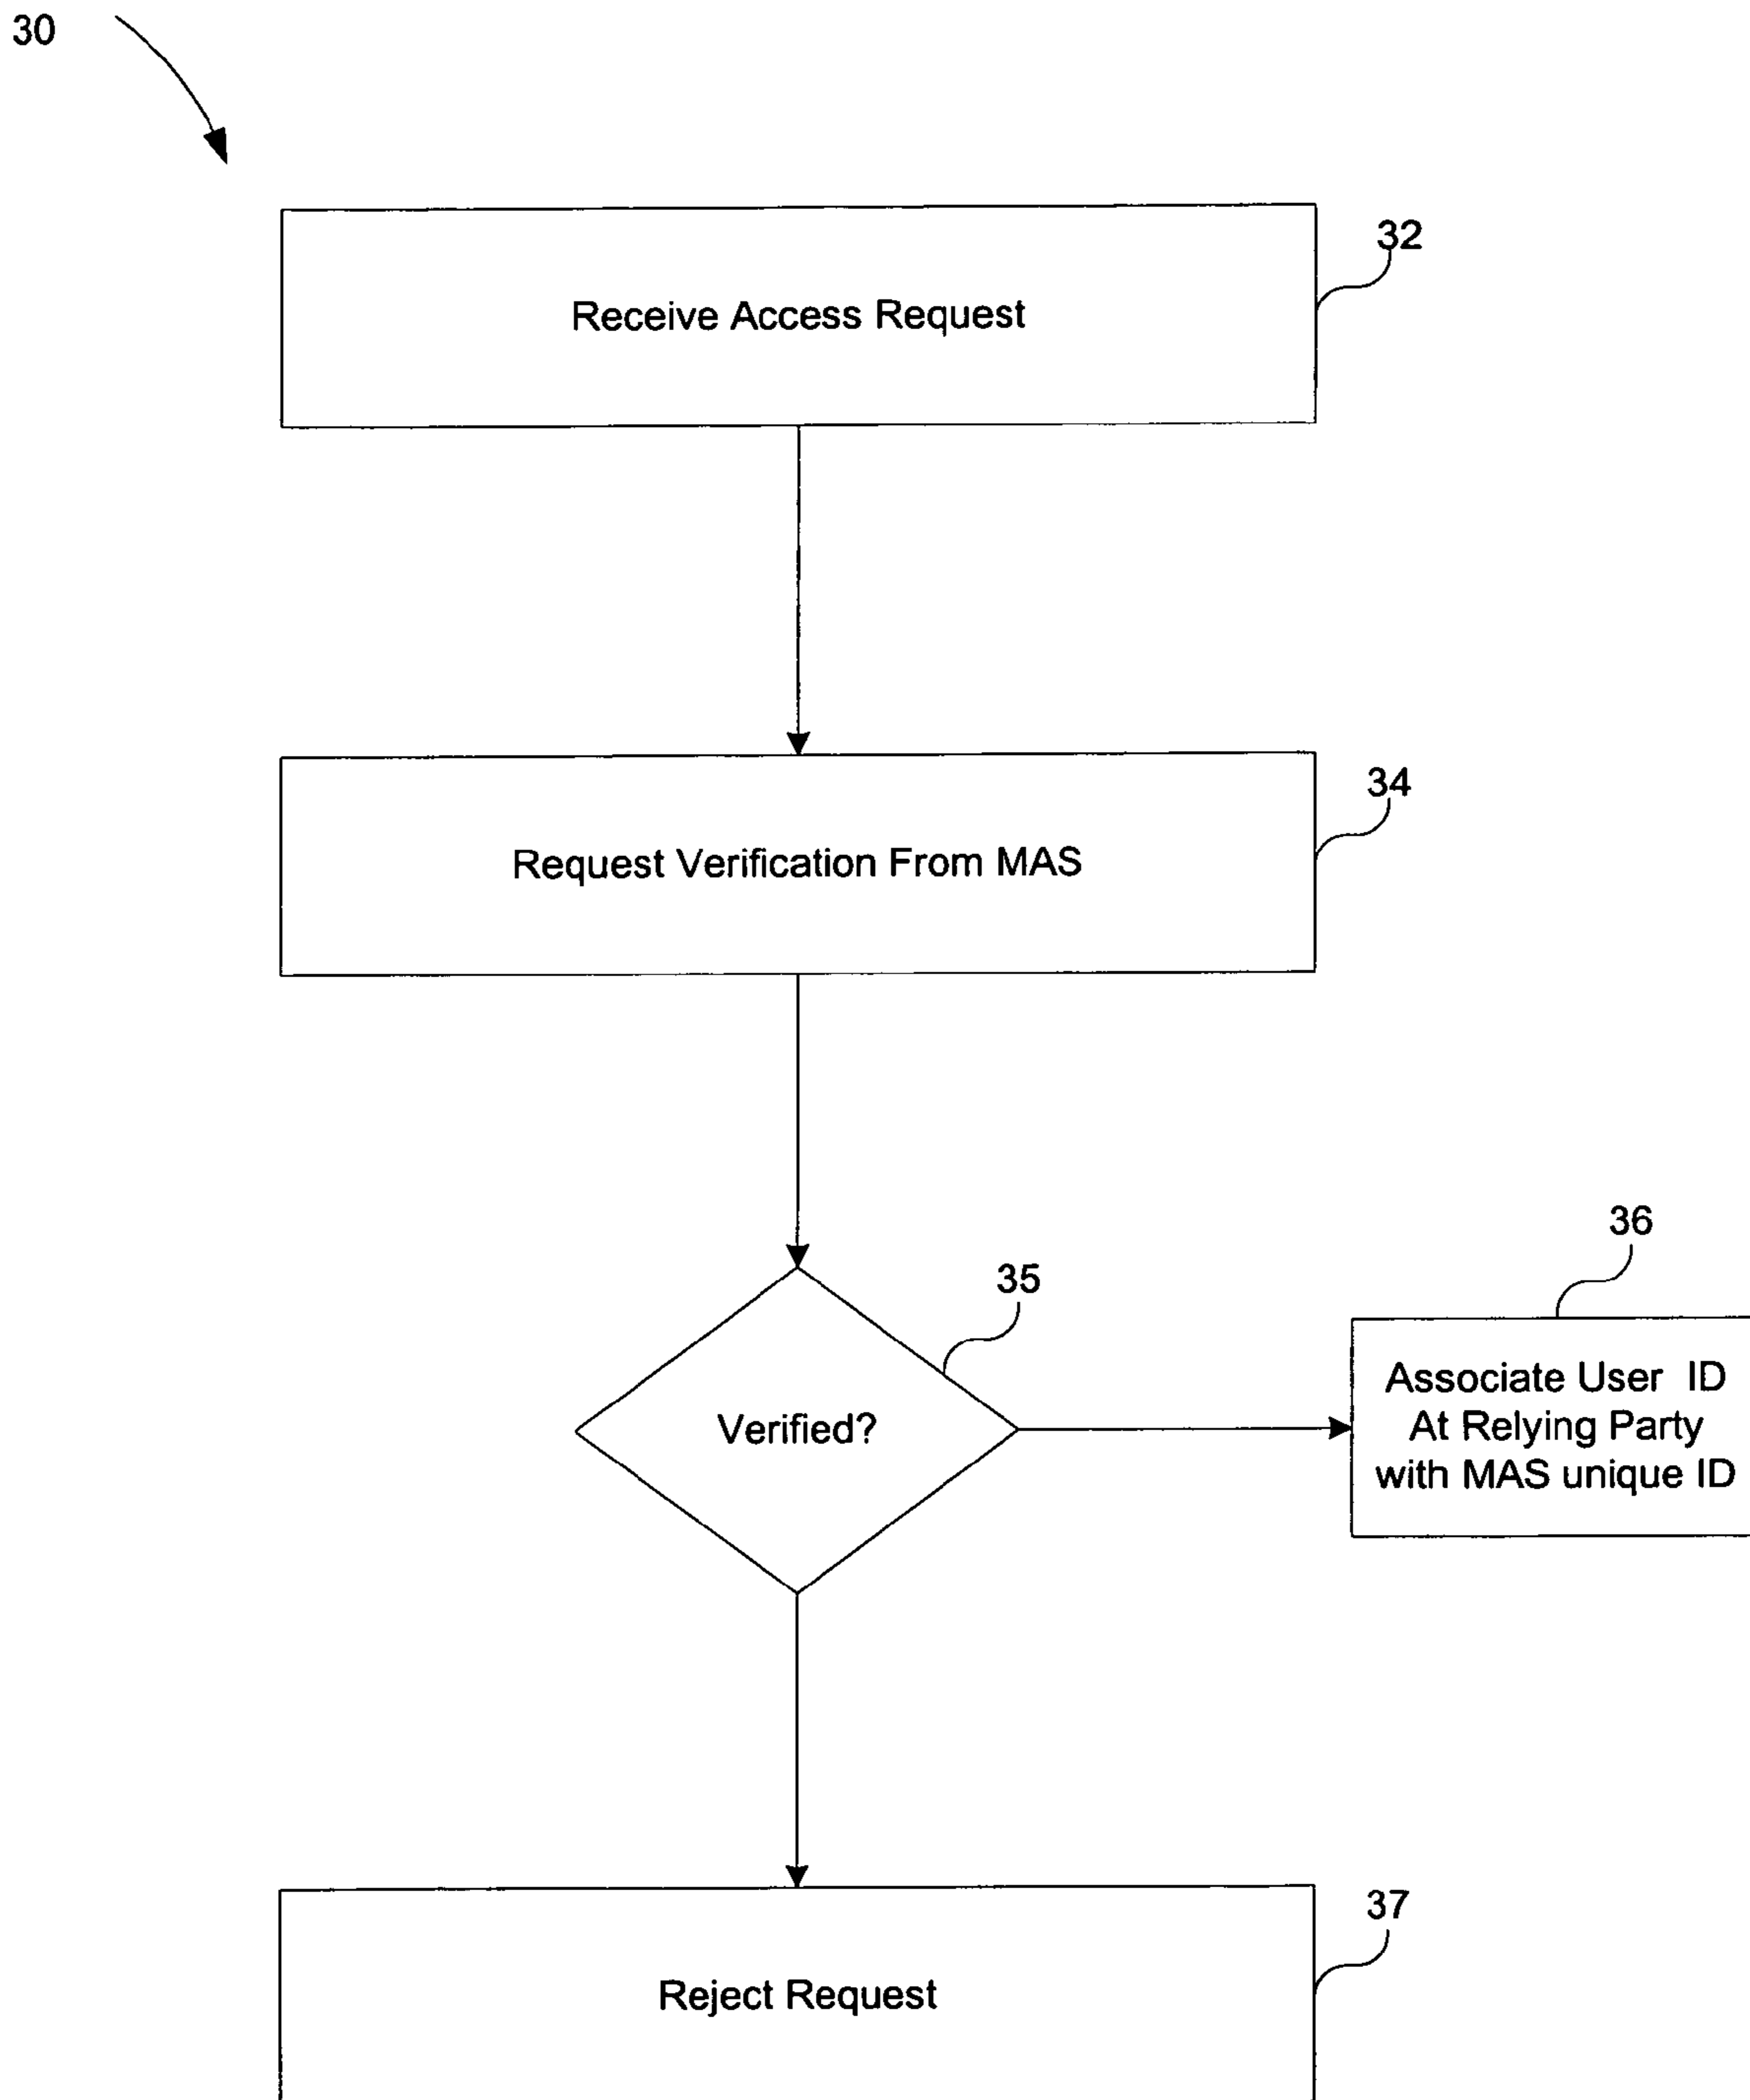 30
32
Receive Access Request
34
Request Verification From MAS
36
35
Associate User ID
At Relying Party
with MAS unique ID
Verified?
37
Reject Request